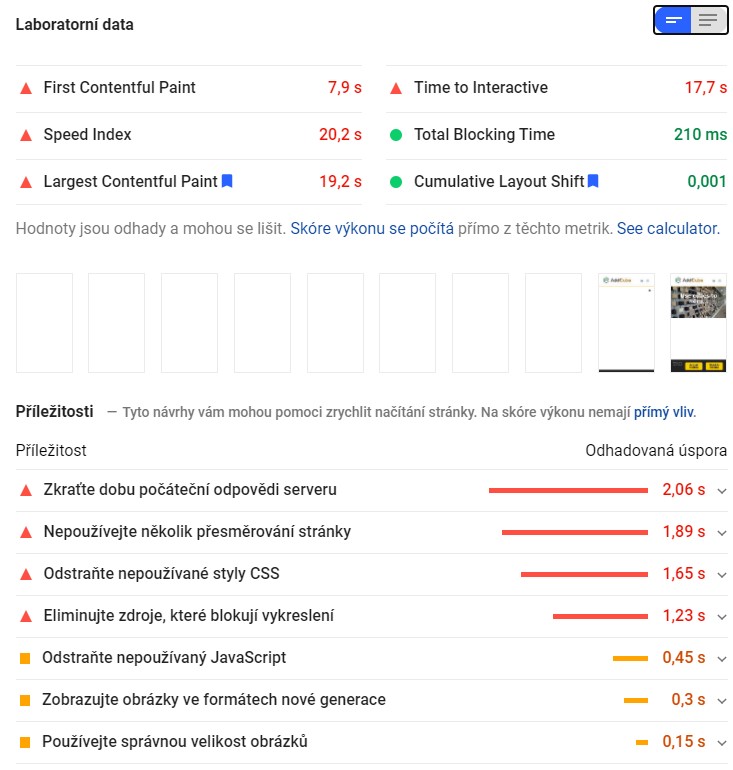 Laboratorní data
First Contentful Paint 7,9 s
Time to Interactive 17,7 s
Speed Index 20,2 s
Total Blocking Time 210 ms
Largest Contentful Paint 19,2 s
Cumulative Layout Shift 0,001
Hodnoty jsou odhady a mohou se lišit. Skóre výkonu se počítá přímo z těchto metrik. See calculator.
Příležitosti — Tyto návrhy vám mohou pomoci zrychlit načítání stránky. Na skóre výkonu nemají přímý vliv.
Příležitost Odhadovaná úspora
Zkraťte dobu počáteční odpovědi serveru 2,06 s
Nepoužívejte několik přesměrování stránky 1,89 s
Odstraňte nepoužívané styly CSS 1,65 s
Eliminujte zdroje, které blokují vykreslení 1,23 s
Odstraňte nepoužívaný JavaScript 0,45 s
Zobrazujte obrázky ve formátech nové generace 0,3 s
Používejte správnou velikost obrázků 0,15 s